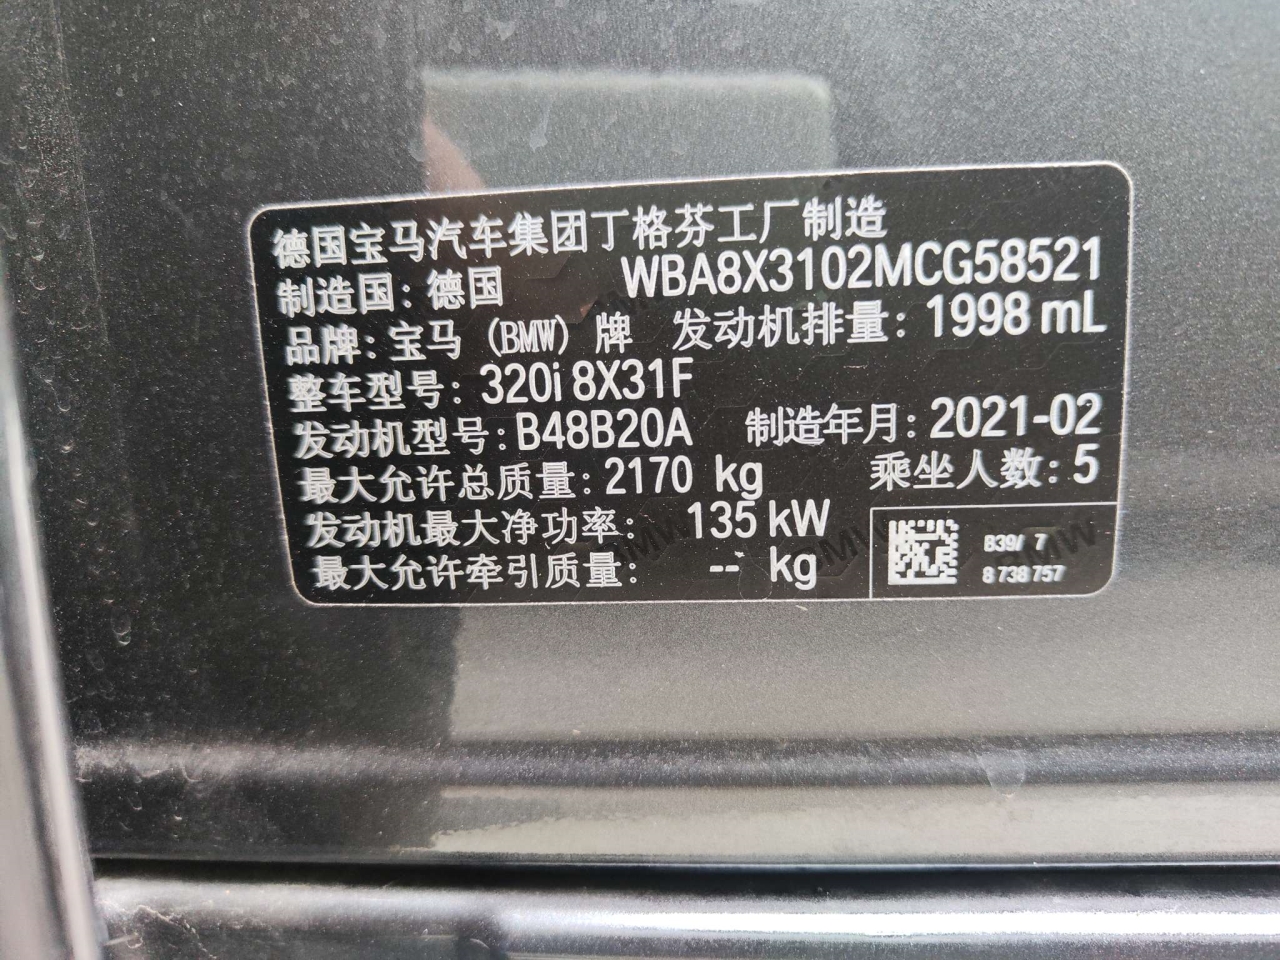 德国宝马汽车集团丁格芬工厂制造
制造国：德国 WBA8X3102MCG58521
品牌：宝马（BMW）牌 发动机排量：1998 mL
整车型号：320i 8X31F
发动机型号：B48B20A 制造年月：2021-02
最大允许总质量：2170 kg 乘坐人数：5
发动机最大净功率： 135 kW
最大允许牵引质量： -- kg
B39/ 7
8 738 757